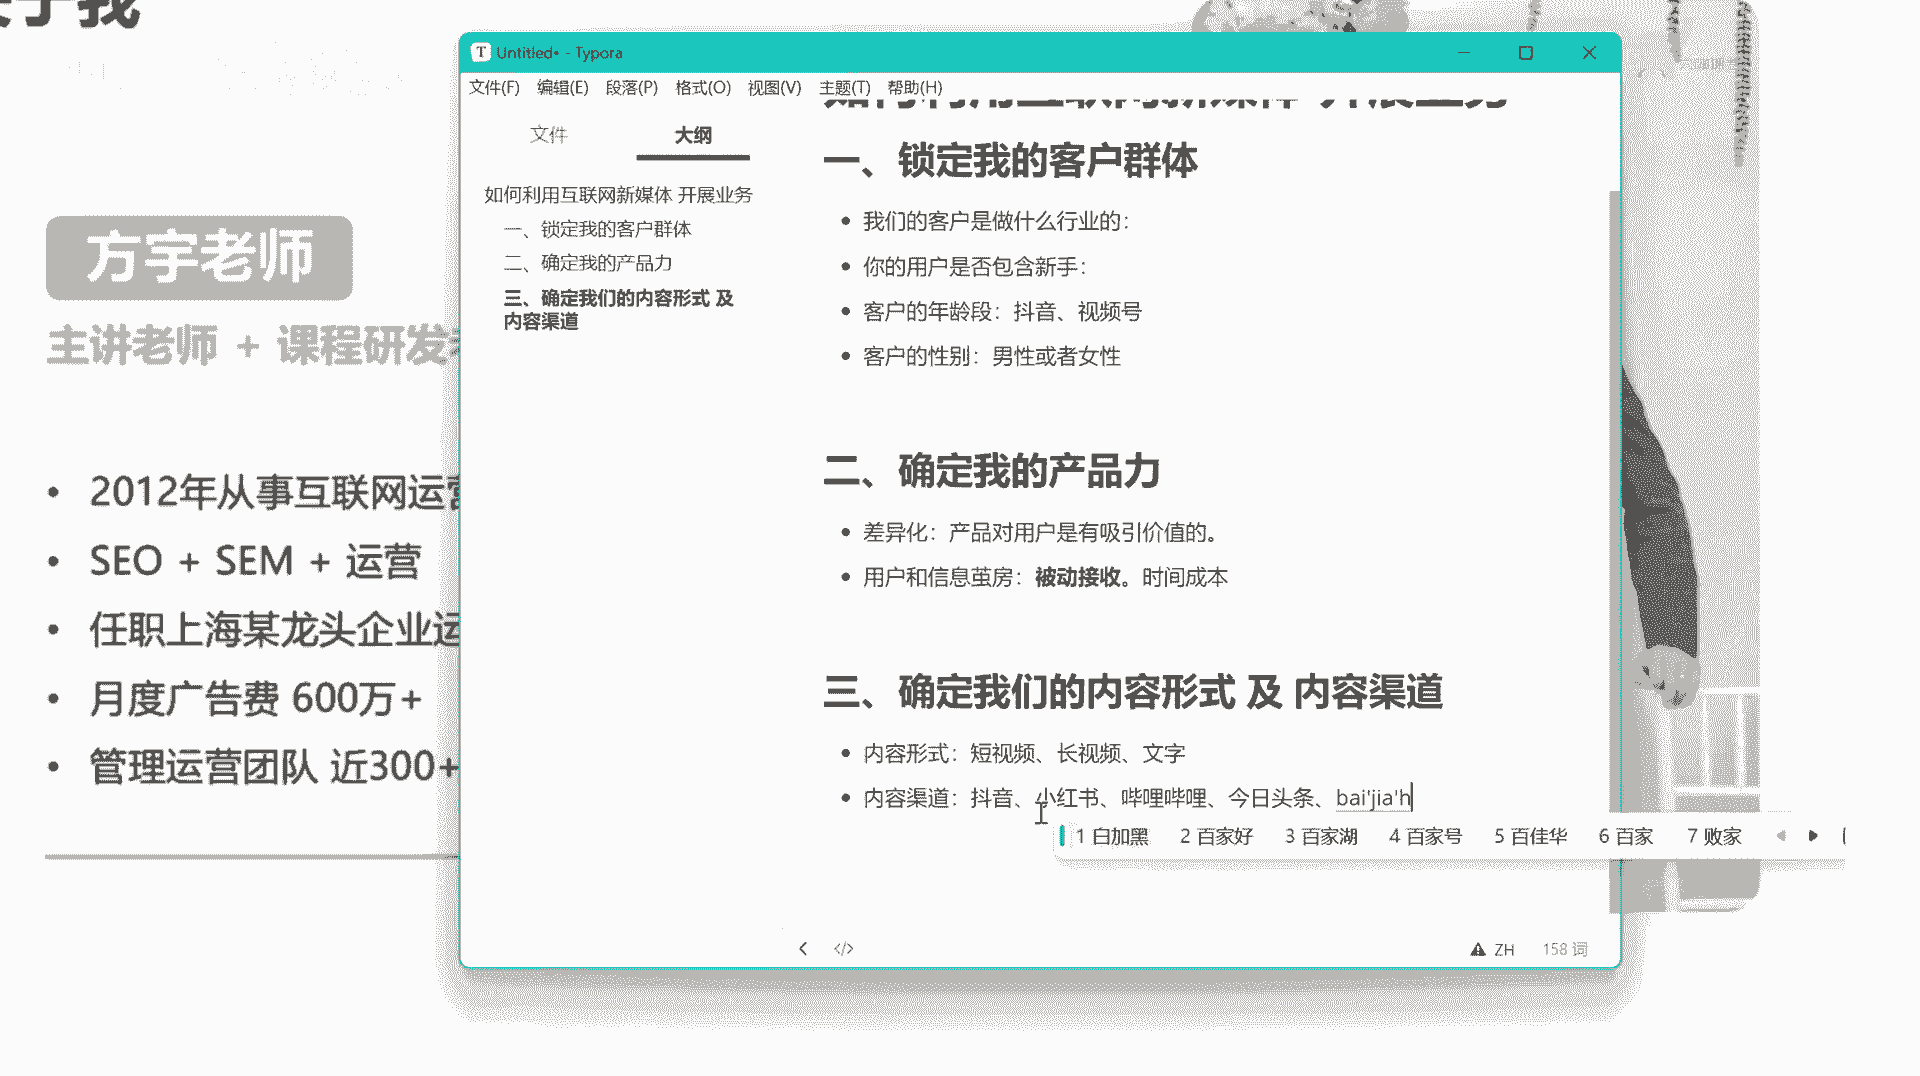 Untitled• - Typora
文件(F) 编辑(E) 段落(P) 格式(O) 视图(V) 主题(T) 帮助(H)
文件 大纲
如何利用互联网新媒体 开展业务
一、锁定我的客户群体
二、确定我的产品力
三、确定我们的内容形式 及
内容渠道
如何利用互联网新媒体 开展业务
一、锁定我的客户群体
我们的客户是做什么行业的：
你的用户是否包含新手：
客户的年龄段：抖音、视频号
客户的性别：男性或者女性
二、确定我的产品力
差异化：产品对用户是有吸引价值的。
用户和信息茧房：被动接收。时间成本
三、确定我们的内容形式 及 内容渠道
内容形式：短视频、长视频、文字
内容渠道：抖音、小红书、哔哩哔哩、今日头条、bai'jia'h
1 白加黑 2 百家好 3 百家湖 4 百家号 5 百佳华 6 百家 7 败家
ZH 158 词
方宇老师
主讲老师 + 课程研发
• 2012年从事互联网运营
• SEO + SEM + 运营
• 任职上海某龙头企业运
• 月度广告费 600万+
• 管理运营团队 近300+